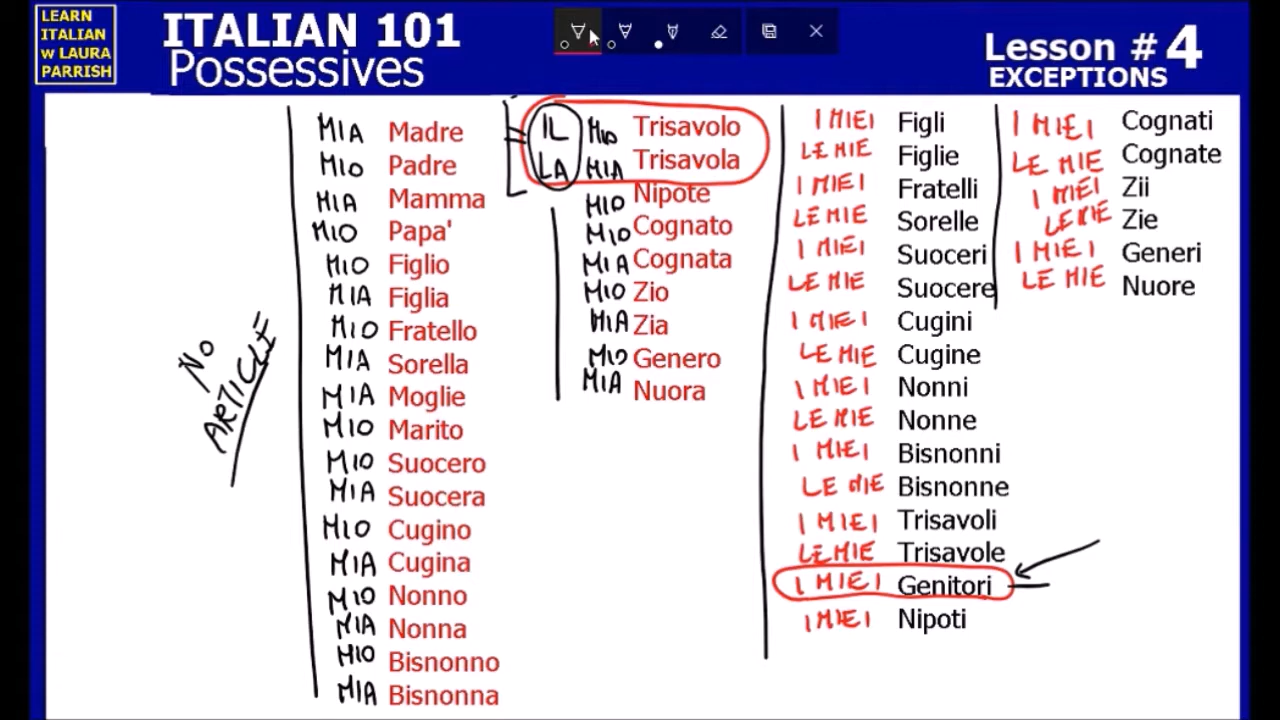 LEARN
ITALIAN
w LAURA
PARRISH
ITALIAN 101
Possessives
Lesson # 4
EXCEPTIONS
NO
ARTICLE
MIA Madre
MIO Padre
MIA Mamma
MIO Papa'
MIO Figlio
MIA Figlia
MIO Fratello
MIA Sorella
MIA Moglie
MIO Marito
MIO Suocero
MIA Suocera
MIO Cugino
MIA Cugina
MIO Nonno
MIA Nonna
MIO Bisnonno
MIA Bisnonna
IL MIO Trisavolo
LA MIA Trisavola
MIO Nipote
MIO Cognato
MIA Cognata
MIO Zio
MIA Zia
MIO Genero
MIA Nuora
I MIEI Figli
LE MIE Figlie
I MIEI Fratelli
LE MIE Sorelle
I MIEI Suoceri
LE MIE Suocere
I MIEI Cugini
LE MIE Cugine
I MIEI Nonni
LE MIE Nonne
I MIEI Bisnonni
LE MIE Bisnonne
I MIEI Trisavoli
LE MIE Trisavole
I MIEI Genitori
I MIEI Nipoti
I MIEI Cognati
LE MIE Cognate
I MIEI Zii
LE MIE Zie
I MIEI Generi
LE MIE Nuore